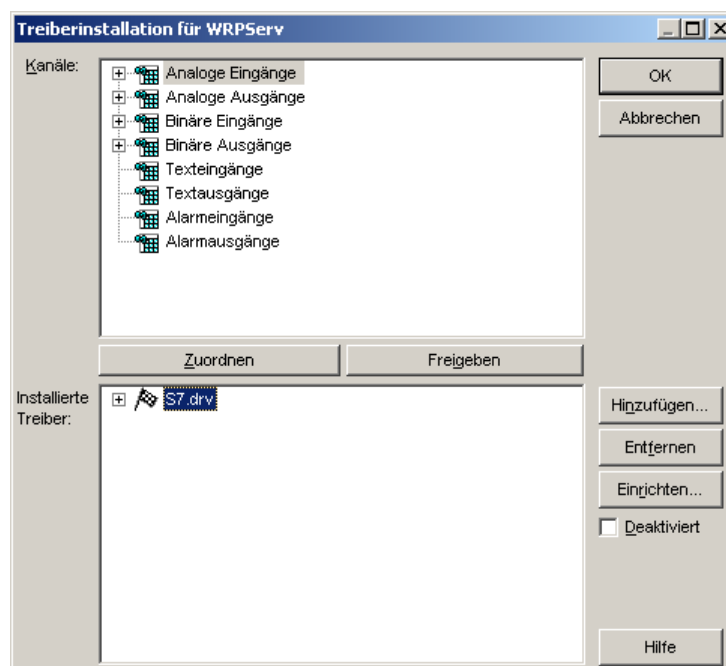 Treiberinstallation für WRPServ
Kanäle:
Analoge Eingänge
Analoge Ausgänge
Binäre Eingänge
Binäre Ausgänge
Texteingänge
Textausgänge
Alarmeingänge
Alarmausgänge
OK
Abbrechen
Zuordnen
Freigeben
Installierte
Treiber:
S7.drv
Hinzufügen...
Entfernen
Einrichten...
Deaktiviert
Hilfe